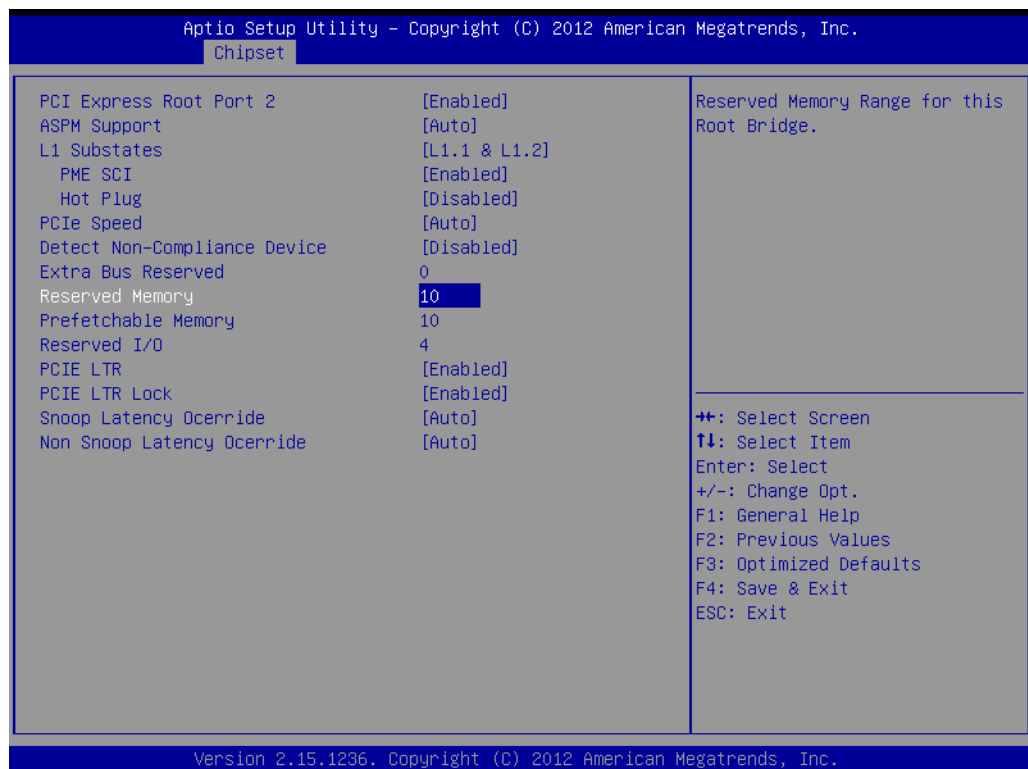 Aptio Setup Utility – Copyright (C) 2012 American Megatrends, Inc.
Chipset
PCI Express Root Port 2 [Enabled]
ASPM Support [Auto]
L1 Substates [L1.1 & L1.2]
PME SCI [Enabled]
Hot Plug [Disabled]
PCIe Speed [Auto]
Detect Non-Compliance Device [Disabled]
Extra Bus Reserved 0
Reserved Memory 10
Prefetchable Memory 10
Reserved I/O 4
PCIE LTR [Enabled]
PCIE LTR Lock [Enabled]
Snoop Latency Ocerride [Auto]
Non Snoop Latency Ocerride [Auto]
Reserved Memory Range for this
Root Bridge.
→←: Select Screen
↑↓: Select Item
Enter: Select
+/-: Change Opt.
F1: General Help
F2: Previous Values
F3: Optimized Defaults
F4: Save & Exit
ESC: Exit
Version 2.15.1236. Copyright (C) 2012 American Megatrends, Inc.